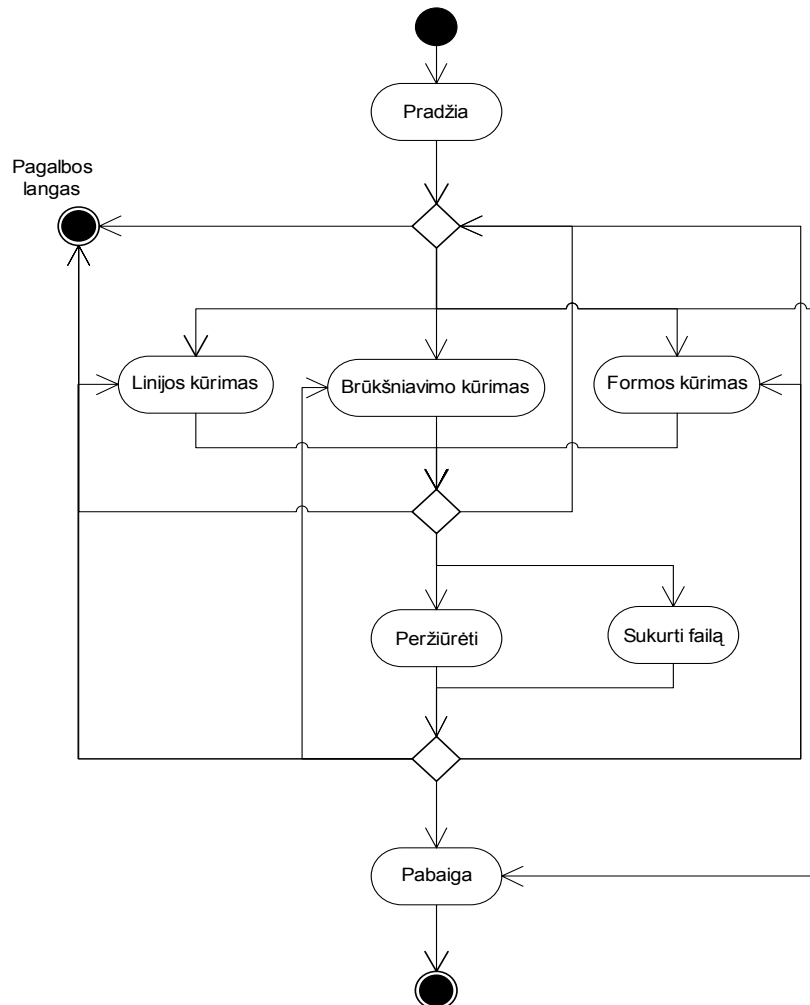 Pradžia
Pagalbos
langas
Linijos kūrimas
Brūkšniavimo kūrimas
Formos kūrimas
Peržiūrėti
Sukurti failą
Pabaiga